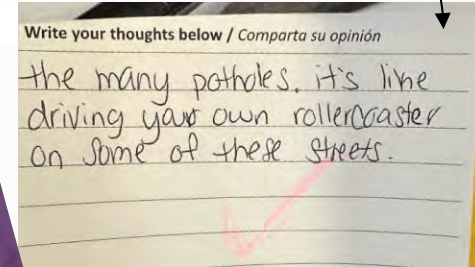 Write your thoughts below / Comparta su opinión
the many potholes. it's like
driving your own rollercoaster
on some of these streets.